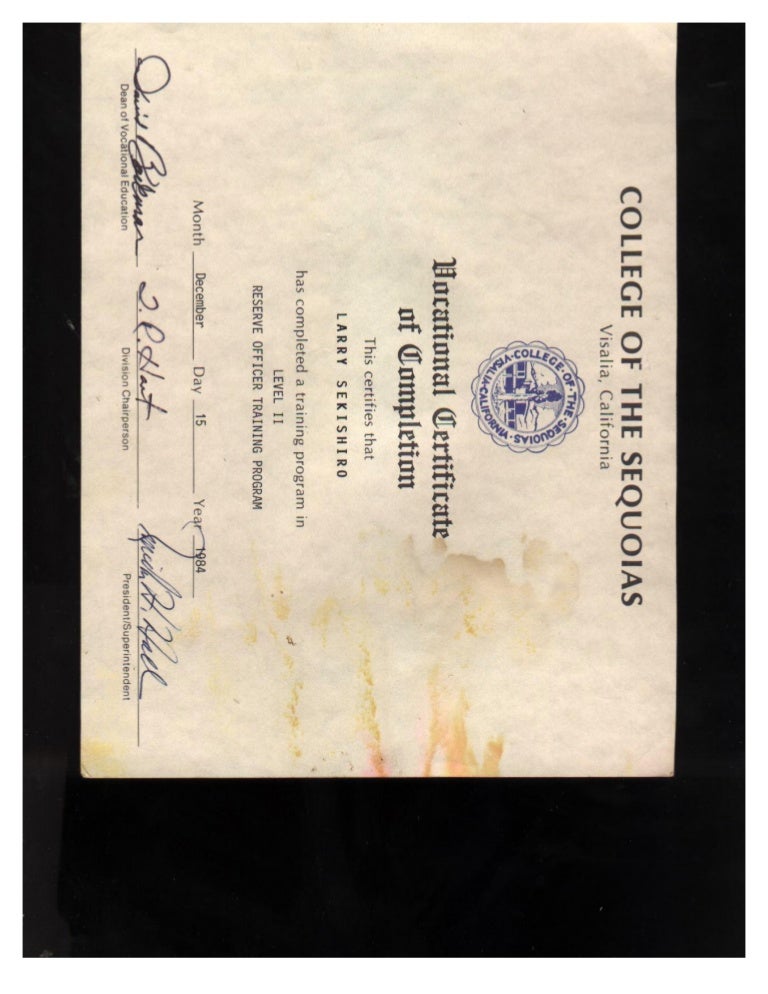 COLLEGE OF THE SEQUOIAS
Visalia, California
COLLEGE·OF·THE·SEQUOIAS·
VISALIA·CALIFORNIA
Vocational Certificate
of Completion
This certifies that
LARRY SEKISHIRO
has completed a training program in
LEVEL II
RESERVE OFFICER TRAINING PROGRAM
Month December Day 15 Year 1984
J. R. Hart
Dean of Vocational Education Division Chairperson President/Superintendent